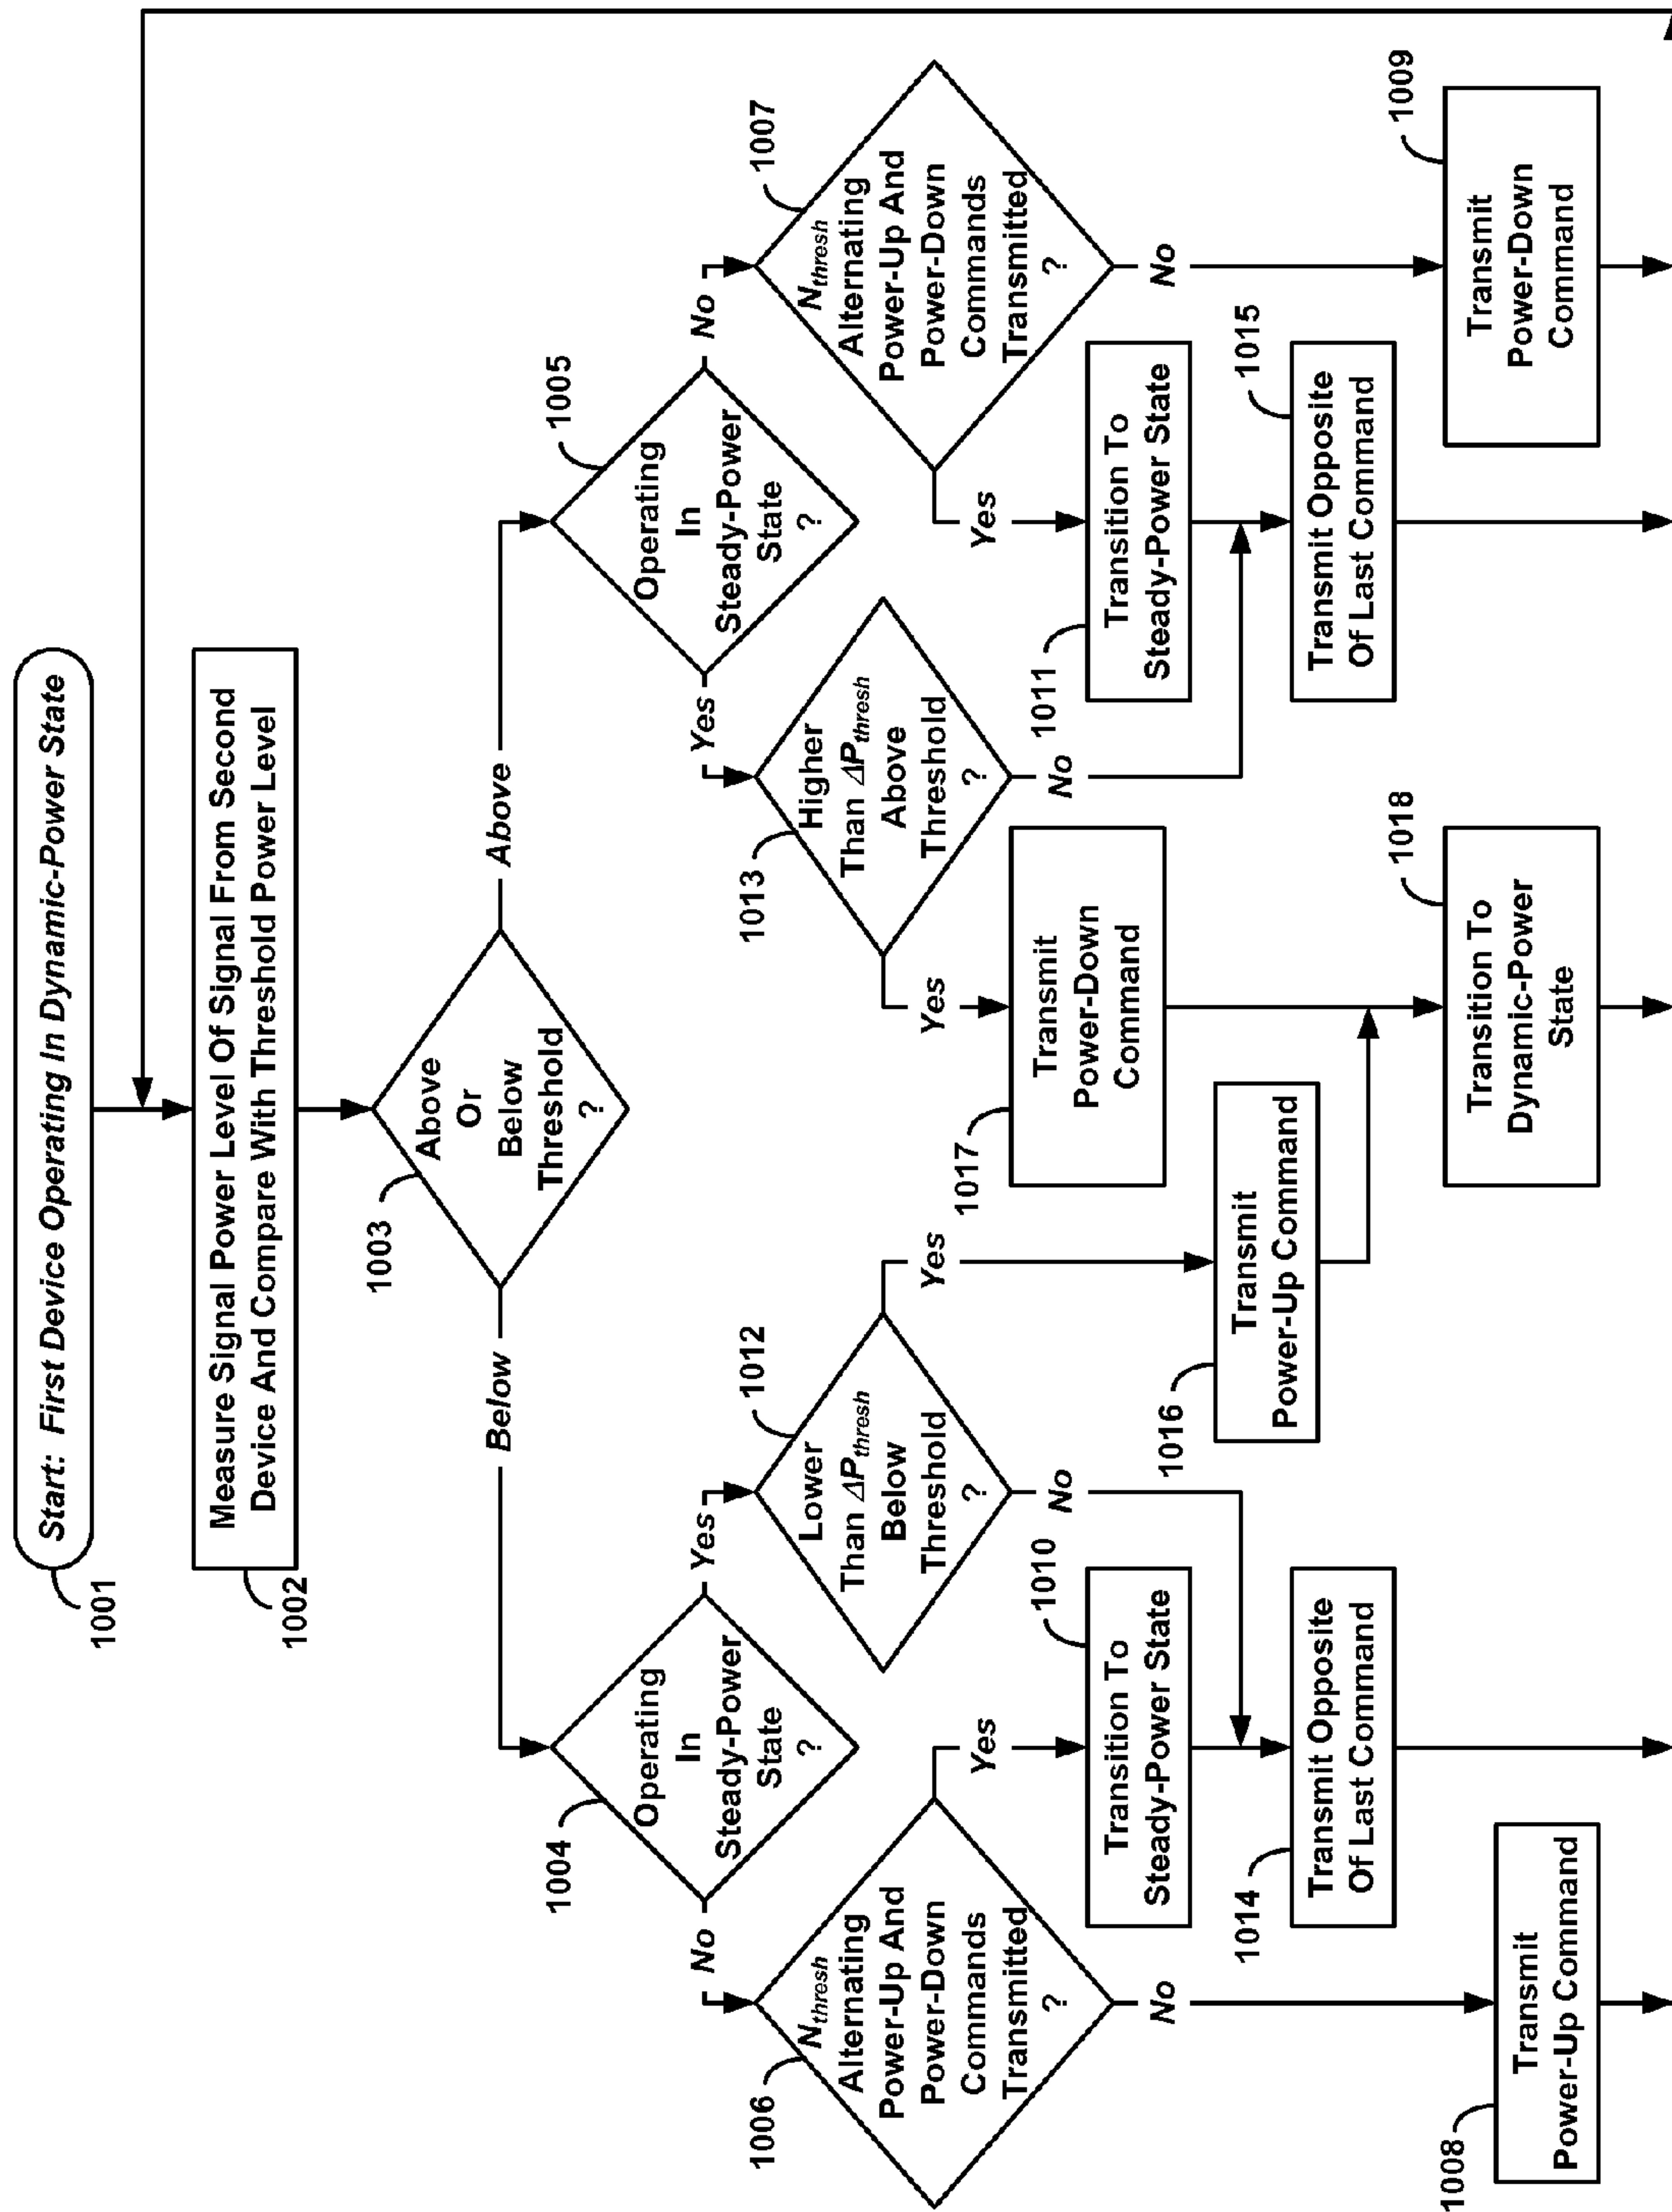 Start: First Device Operating In Dynamic-Power State
1001
Measure Signal Power Level Of Signal From Second
Device And Compare With Threshold Power Level
1002
Above
Or
Below
Threshold
?
1003
Below
Above
Operating
In
Steady-Power
State
?
1004
Operating
In
Steady-Power
State
?
1005
No
Yes
Yes
No
Nthresh
Alternating
Power-Up And
Power-Down
Commands
Transmitted
?
1006
Lower
Than ΔPthresh
Below
Threshold
?
1012
Higher
Than ΔPthresh
Above
Threshold
?
1013
Nthresh
Alternating
Power-Up And
Power-Down
Commands
Transmitted
?
1007
Yes
Yes
Yes
Yes
No
No
No
No
Transition To
Steady-Power State
1010
Transmit
Power-Down
Command
1017
Transition To
Steady-Power State
1011
Transmit Opposite
Of Last Command
1014
Transmit
Power-Up Command
1016
Transmit Opposite
Of Last Command
1015
Transmit
Power-Up Command
1008
Transition To
Dynamic-Power
State
1018
Transmit
Power-Down
Command
1009